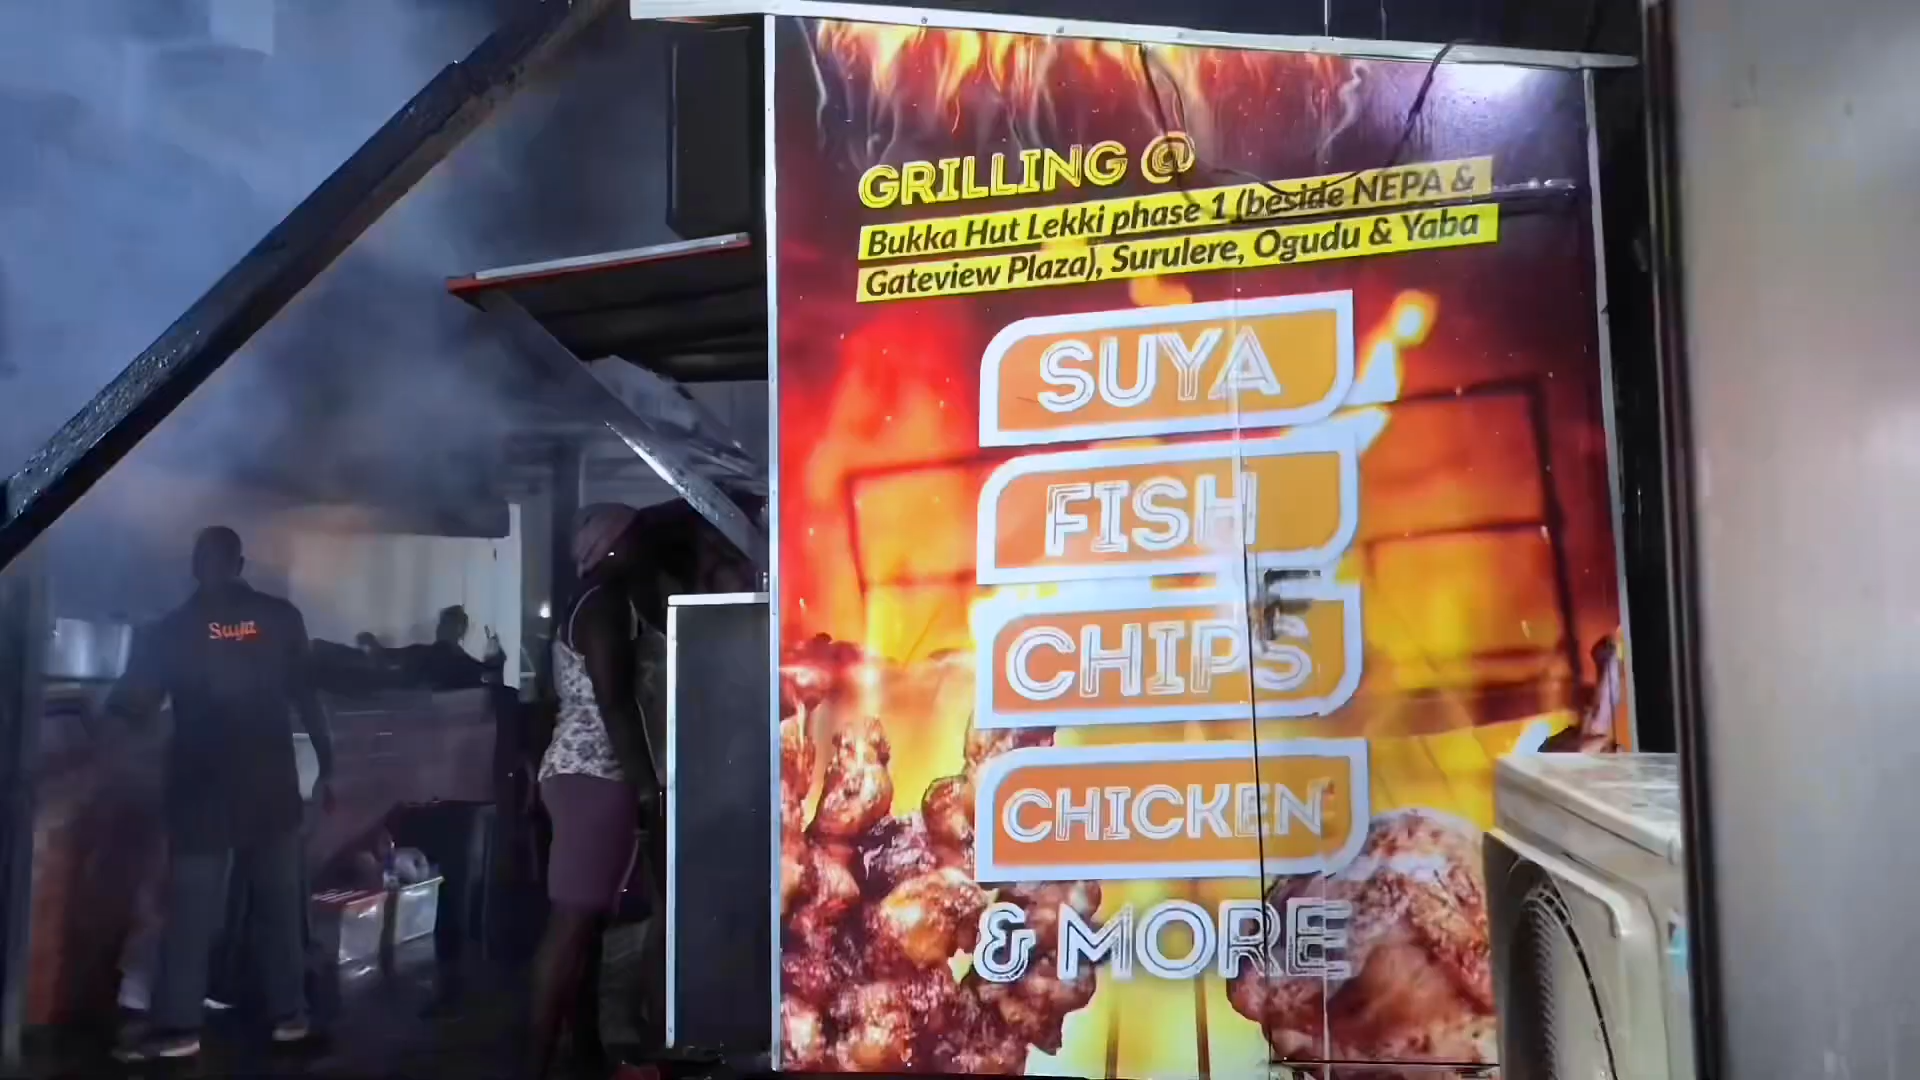 GRILLING @
Bukka Hut Lekki phase 1 (beside NEPA &
Gateview Plaza), Surulere, Ogudu & Yaba
SUYA
FISH
CHIPS
CHICKEN
& MORE
Suya